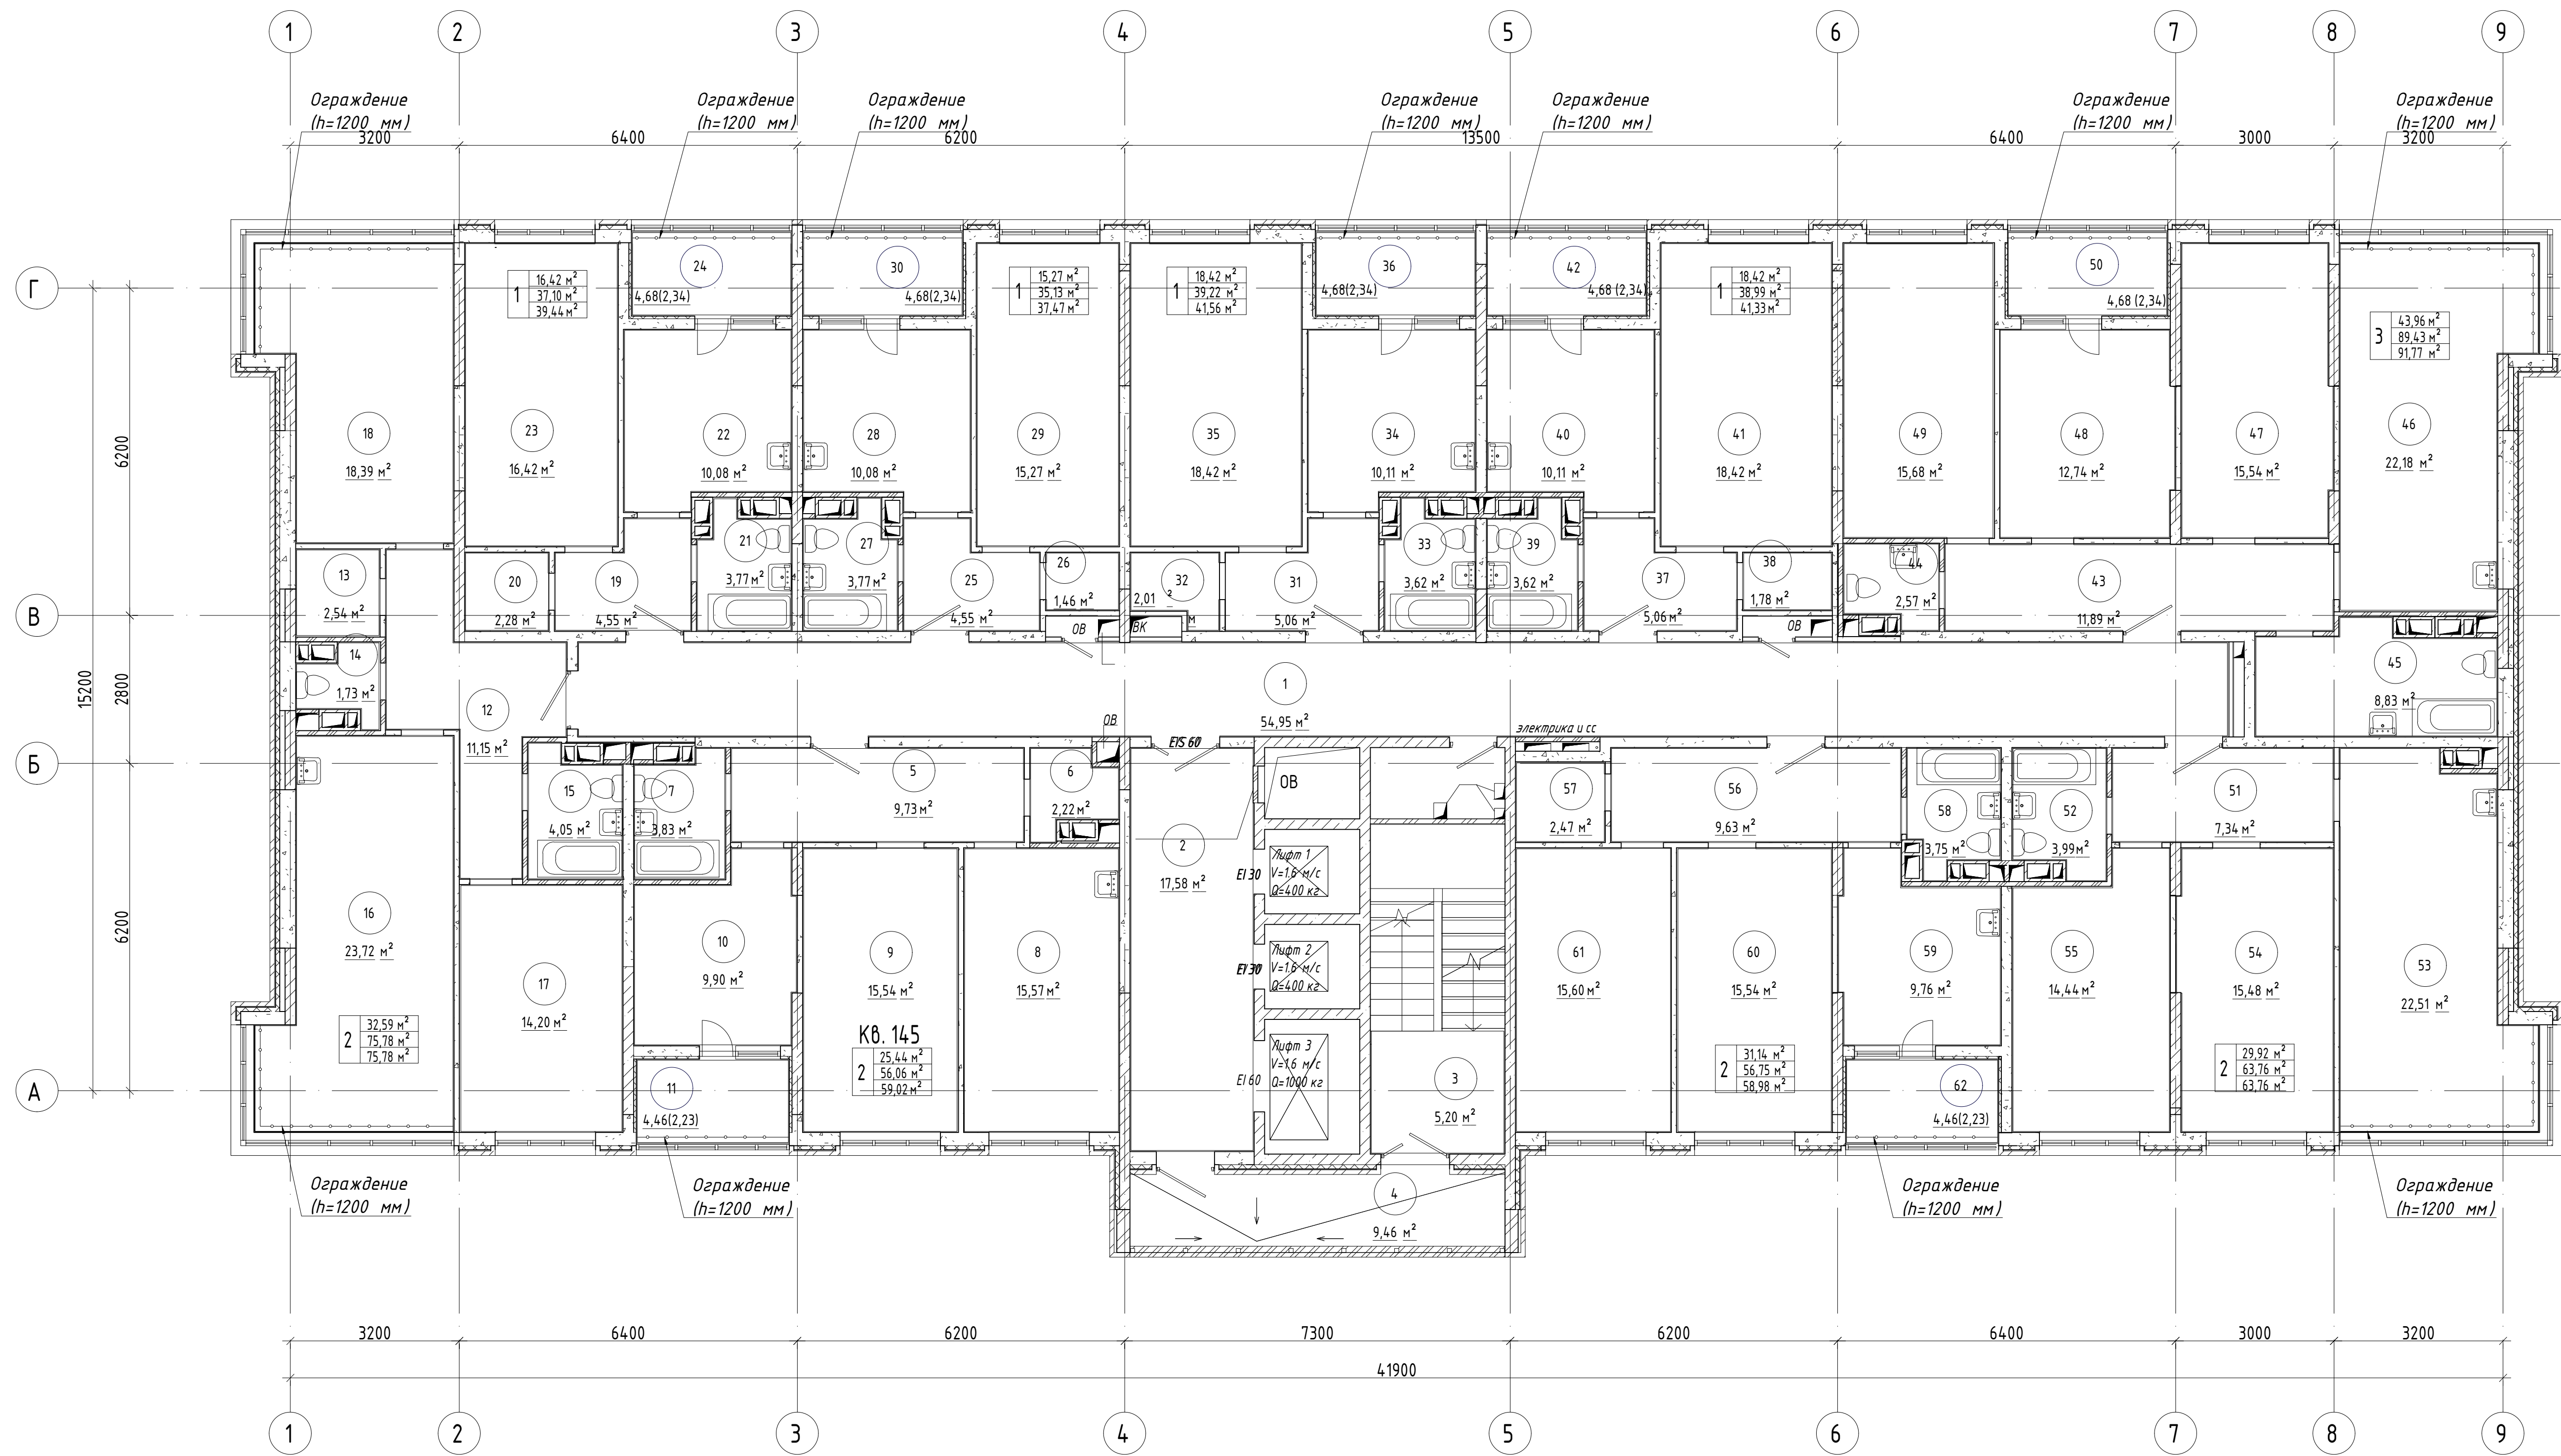 1 2 3 4 5 6 7 8 9
Ограждение
(h=1200 мм)
Ограждение
(h=1200 мм)
Ограждение
(h=1200 мм)
Ограждение
(h=1200 мм)
Ограждение
(h=1200 мм)
Ограждение
(h=1200 мм)
Ограждение
(h=1200 мм)
3200 6400 6200 13500 6400 3000 3200
Г
В
Б
А
6200
2800
6200
15200
24
4,68(2,34)
30
4,68(2,34)
36
4,68(2,34)
42
4,68 (2,34)
50
4,68 (2,34)
1
16,42 м²
37,10 м²
39,44 м²
1
15,27 м²
35,13 м²
37,47 м²
1
18,42 м²
39,22 м²
41,56 м²
1
18,42 м²
38,99 м²
41,33 м²
3
43,96 м²
89,43 м²
91,77 м²
18
18,39 м²
23
16,42 м²
22
10,08 м²
28
10,08 м²
29
15,27 м²
35
18,42 м²
34
10,11 м²
40
10,11 м²
41
18,42 м²
49
15,68 м²
48
12,74 м²
47
15,54 м²
46
22,18 м²
13
2,54 м²
20
2,28 м²
19
4,55 м²
21
3,77 м²
27
3,77 м²
25
4,55 м²
26
1,46 м²
32
2,01 ²
м
31
5,06 м²
33
3,62 м²
39
3,62 м²
37
5,06 м²
38
1,78 м²
44
2,57 м²
43
11,89 м²
ОВ
ВК
ОВ
14
1,73 м²
12
11,15 м²
1
54,95 м²
45
8,83 м²
ОВ
EIS 60
электрика и сс
15
4,05 м²
7
3,83 м²
5
9,73 м²
6
2,22 м²
ОВ
57
2,47 м²
56
9,63 м²
58
3,75 м²
52
3,99 м²
51
7,34 м²
2
17,58 м²
EI 30
Лифт 1
V=1.6 м/с
Q=400 кг
EI 30
Лифт 2
V=1.6 м/с
Q=400 кг
EI 60
Лифт 3
V=1.6 м/с
Q=1000 кг
16
23,72 м²
17
14,20 м²
10
9,90 м²
9
15,54 м²
8
15,57 м²
61
15,60 м²
60
15,54 м²
59
9,76 м²
55
14,44 м²
54
15,48 м²
53
22,51 м²
2
32,59 м²
75,78 м²
75,78 м²
11
4,46(2,23)
Кв. 145
2
25,44 м²
56,06 м²
59,02 м²
3
5,20 м²
2
31,14 м²
56,75 м²
58,98 м²
62
4,46(2,23)
2
29,92 м²
63,76 м²
63,76 м²
4
9,46 м²
Ограждение
(h=1200 мм)
Ограждение
(h=1200 мм)
Ограждение
(h=1200 мм)
Ограждение
(h=1200 мм)
3200 6400 6200 7300 6200 6400 3000 3200
41900
1 2 3 4 5 6 7 8 9